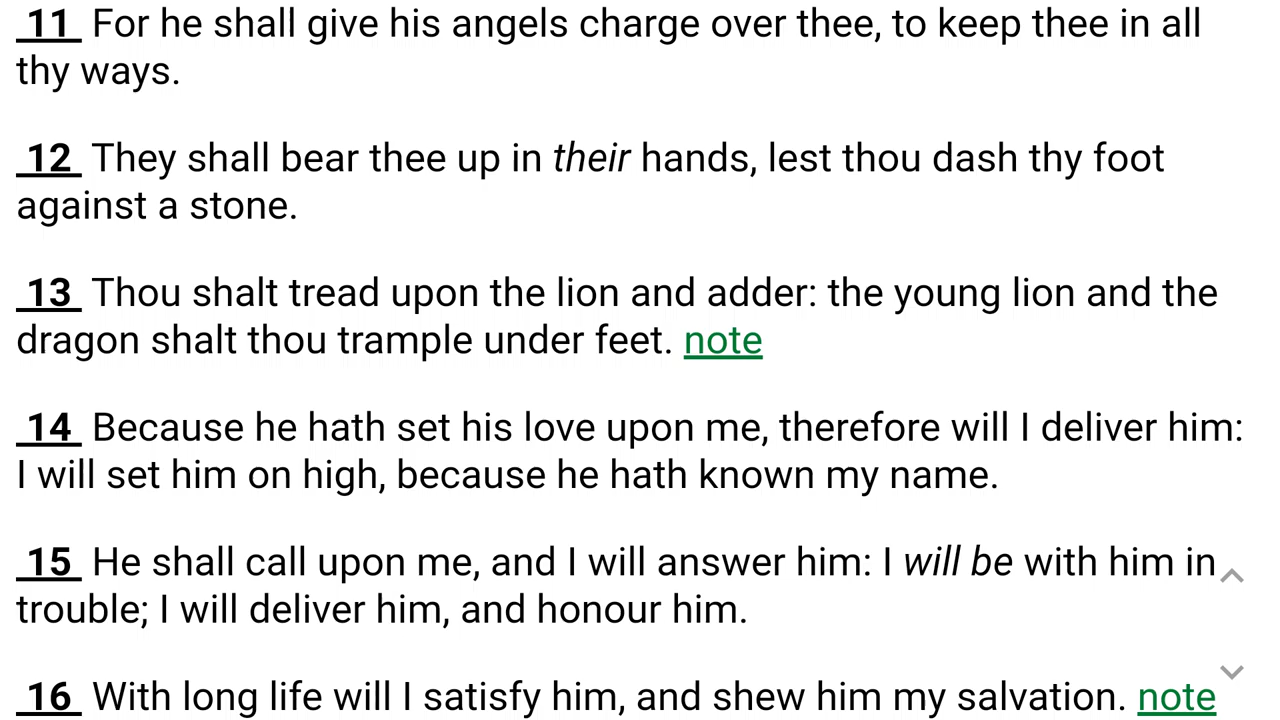 11 For he shall give his angels charge over thee, to keep thee in all
thy ways.
12 They shall bear thee up in their hands, lest thou dash thy foot
against a stone.
13 Thou shalt tread upon the lion and adder: the young lion and the
dragon shalt thou trample under feet. note
14 Because he hath set his love upon me, therefore will I deliver him:
I will set him on high, because he hath known my name.
15 He shall call upon me, and I will answer him: I will be with him in
trouble; I will deliver him, and honour him.
16 With long life will I satisfy him, and shew him my salvation. note